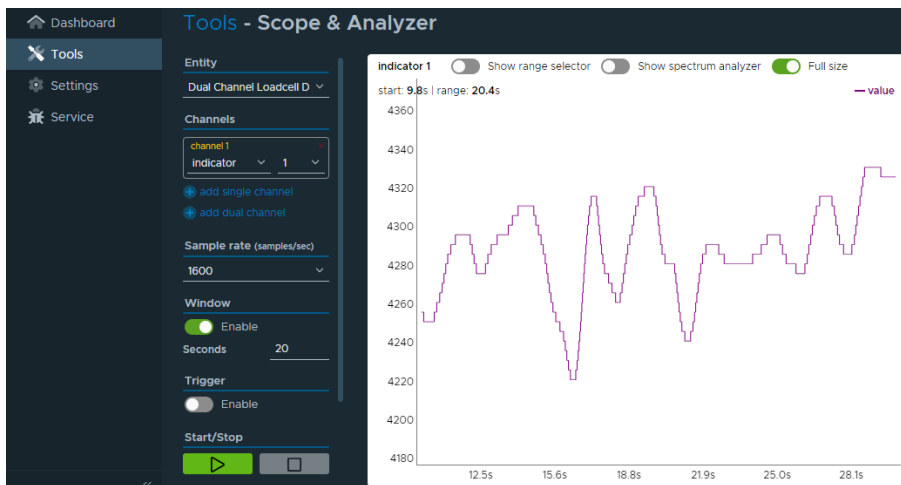 Dashboard
Tools
Settings
Service
Tools - Scope & Analyzer
Entity
Dual Channel Loadcell D
Channels
channel 1
indicator 1
add single channel
add dual channel
Sample rate (samples/sec)
1600
Window
Enable
Seconds 20
Trigger
Enable
Start/Stop
indicator 1 Show range selector Show spectrum analyzer Full size
start: 9.8s | range: 20.4s value
4360
4340
4320
4300
4280
4260
4240
4220
4200
4180
12.5s 15.6s 18.8s 21.9s 25.0s 28.1s